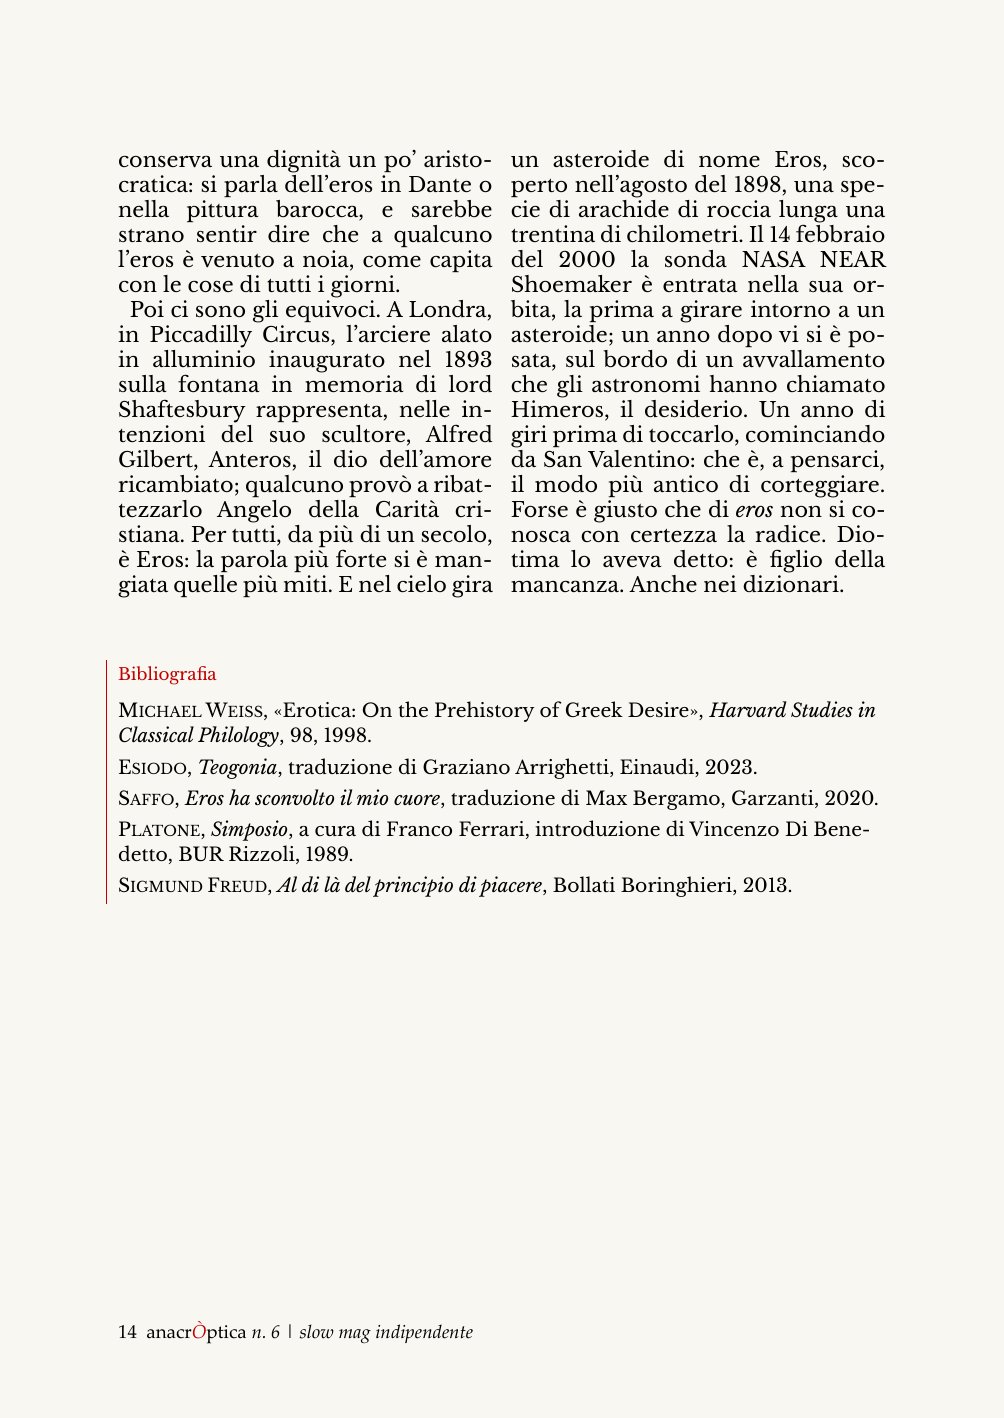 conserva una dignità un po’ aristo-
cratica: si parla dell’eros in Dante o
nella pittura barocca, e sarebbe
strano sentir dire che a qualcuno
l’eros è venuto a noia, come capita
con le cose di tutti i giorni.
Poi ci sono gli equivoci. A Londra,
in Piccadilly Circus, l’arciere alato
in alluminio inaugurato nel 1893
sulla fontana in memoria di lord
Shaftesbury rappresenta, nelle in-
tenzioni del suo scultore, Alfred
Gilbert, Anteros, il dio dell’amore
ricambiato; qualcuno provò a ribat-
tezzarlo Angelo della Carità cri-
stiana. Per tutti, da più di un secolo,
è Eros: la parola più forte si è man-
giata quelle più miti. E nel cielo gira
un asteroide di nome Eros, sco-
perto nell’agosto del 1898, una spe-
cie di arachide di roccia lunga una
trentina di chilometri. Il 14 febbraio
del 2000 la sonda NASA NEAR
Shoemaker è entrata nella sua or-
bita, la prima a girare intorno a un
asteroide; un anno dopo vi si è po-
sata, sul bordo di un avvallamento
che gli astronomi hanno chiamato
Himeros, il desiderio. Un anno di
giri prima di toccarlo, cominciando
da San Valentino: che è, a pensarci,
il modo più antico di corteggiare.
Forse è giusto che di eros non si co-
nosca con certezza la radice. Dio-
tima lo aveva detto: è figlio della
mancanza. Anche nei dizionari.
Bibliografia
MICHAEL WEISS, «Erotica: On the Prehistory of Greek Desire», Harvard Studies in
Classical Philology, 98, 1998.
ESIODO, Teogonia, traduzione di Graziano Arrighetti, Einaudi, 2023.
SAFFO, Eros ha sconvolto il mio cuore, traduzione di Max Bergamo, Garzanti, 2020.
PLATONE, Simposio, a cura di Franco Ferrari, introduzione di Vincenzo Di Bene-
detto, BUR Rizzoli, 1989.
SIGMUND FREUD, Al di là del principio di piacere, Bollati Boringhieri, 2013.
14 anacrÒptica n. 6 | slow mag indipendente